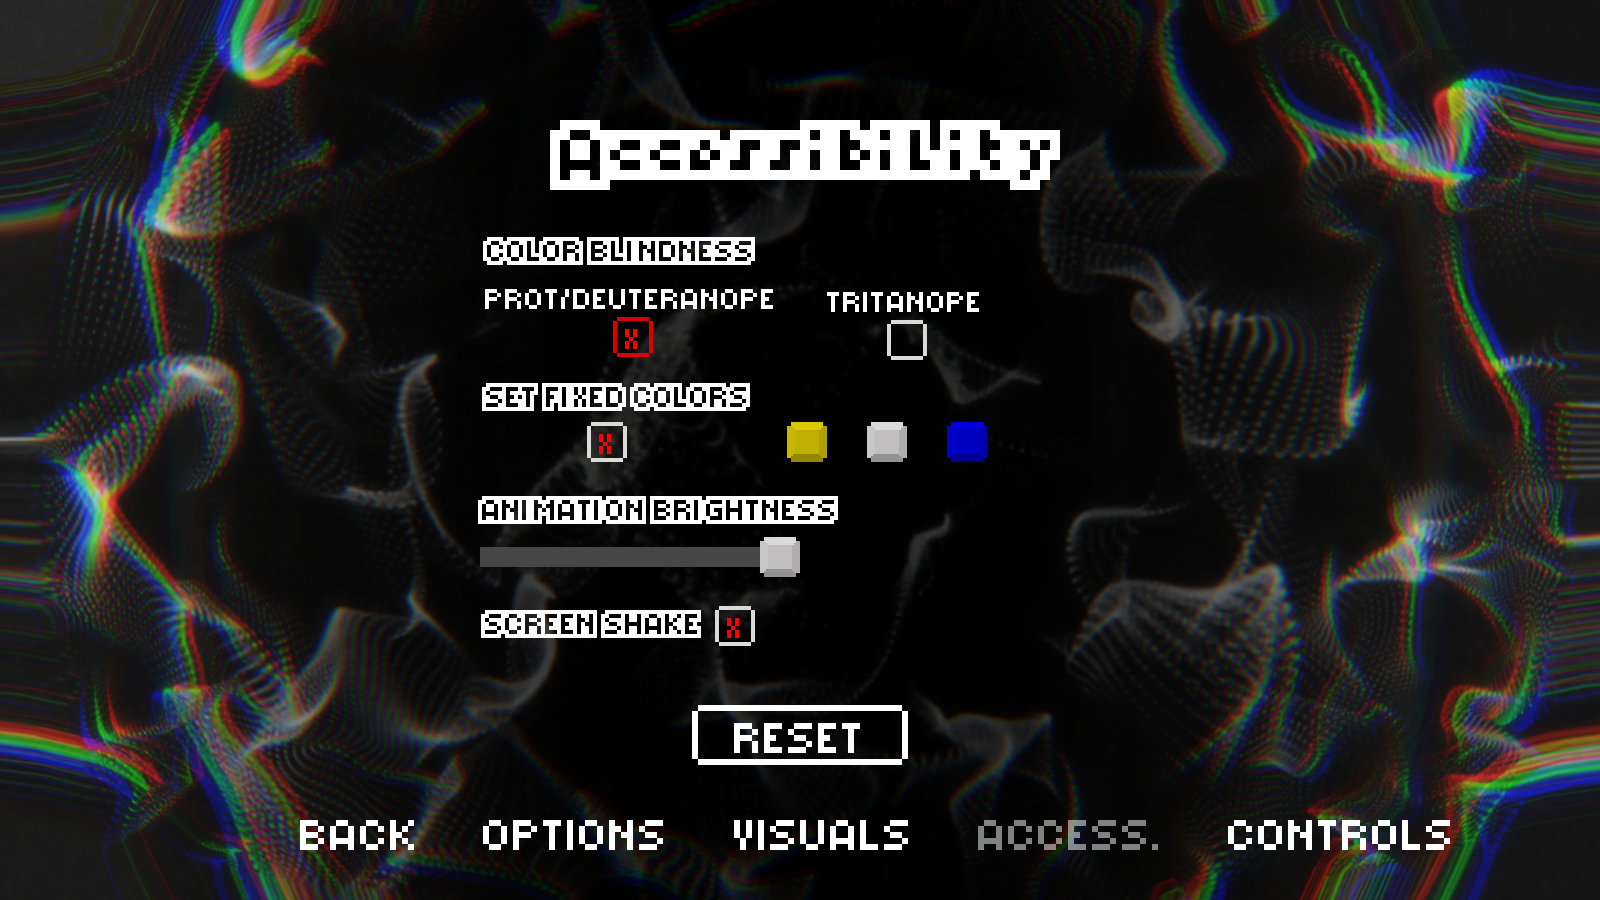 Accessibility
COLOR BLINDNESS
PROT/DEUTERANOPE TRITANOPE
X
SET FIXED COLORS
X
ANIMATION BRIGHTNESS
SCREEN SHAKE X
RESET
BACK OPTIONS VISUALS ACCESS. CONTROLS